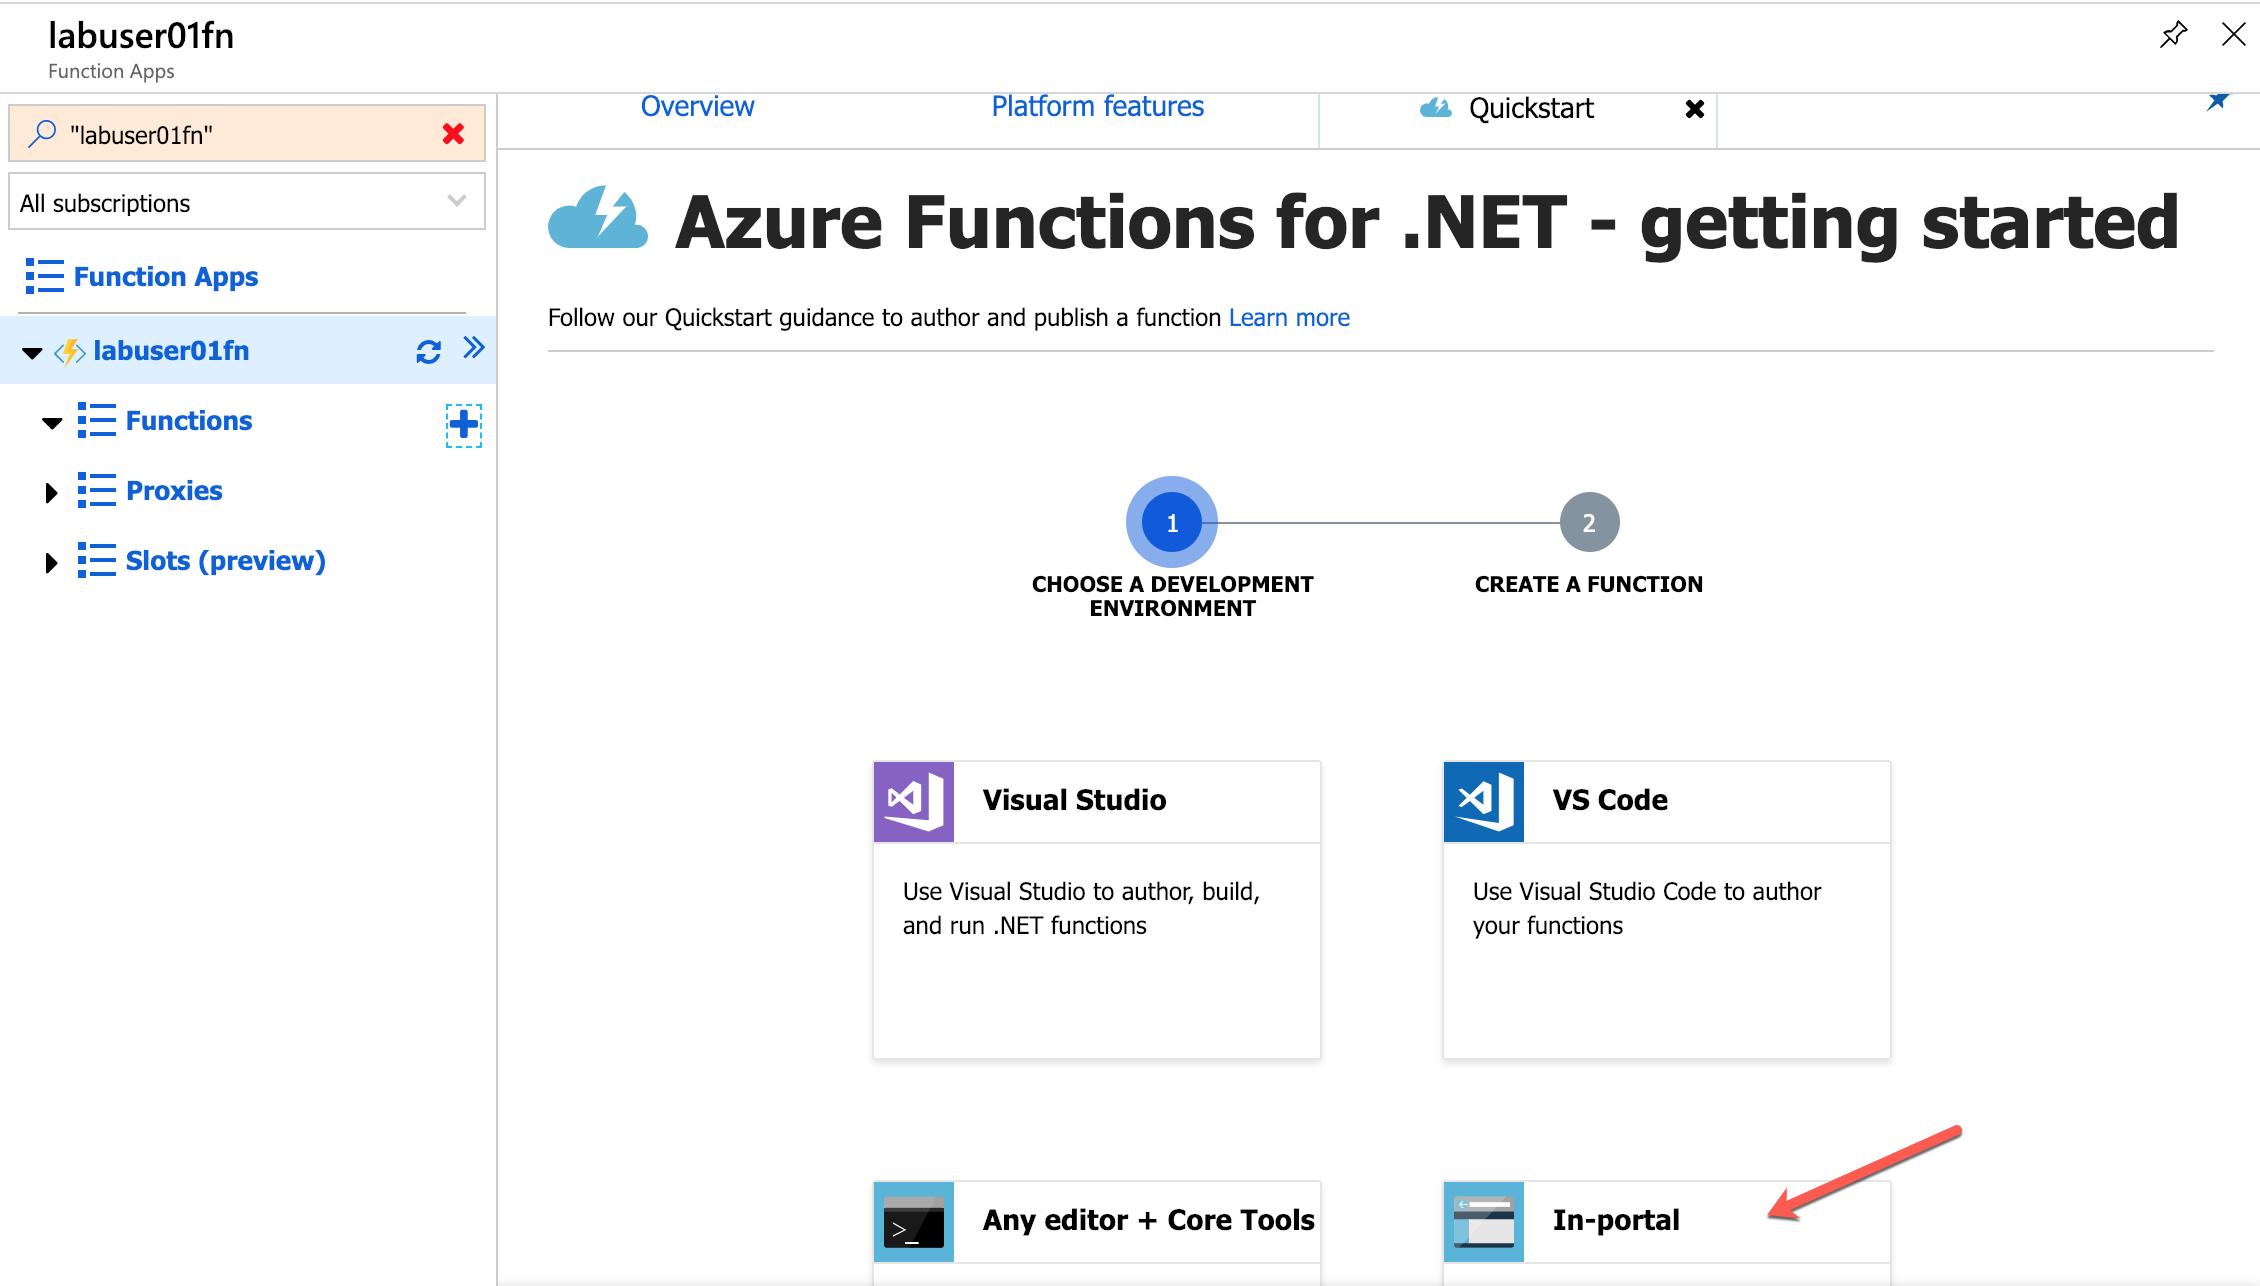 labuser01fn
Function Apps
"labuser01fn"
All subscriptions
Function Apps
labuser01fn
Functions
Proxies
Slots (preview)
Overview
Platform features
Quickstart
Azure Functions for .NET - getting started
Follow our Quickstart guidance to author and publish a function Learn more
1
2
CHOOSE A DEVELOPMENT
ENVIRONMENT
CREATE A FUNCTION
Visual Studio
Use Visual Studio to author, build,
and run .NET functions
VS Code
Use Visual Studio Code to author
your functions
>_
Any editor + Core Tools
In-portal